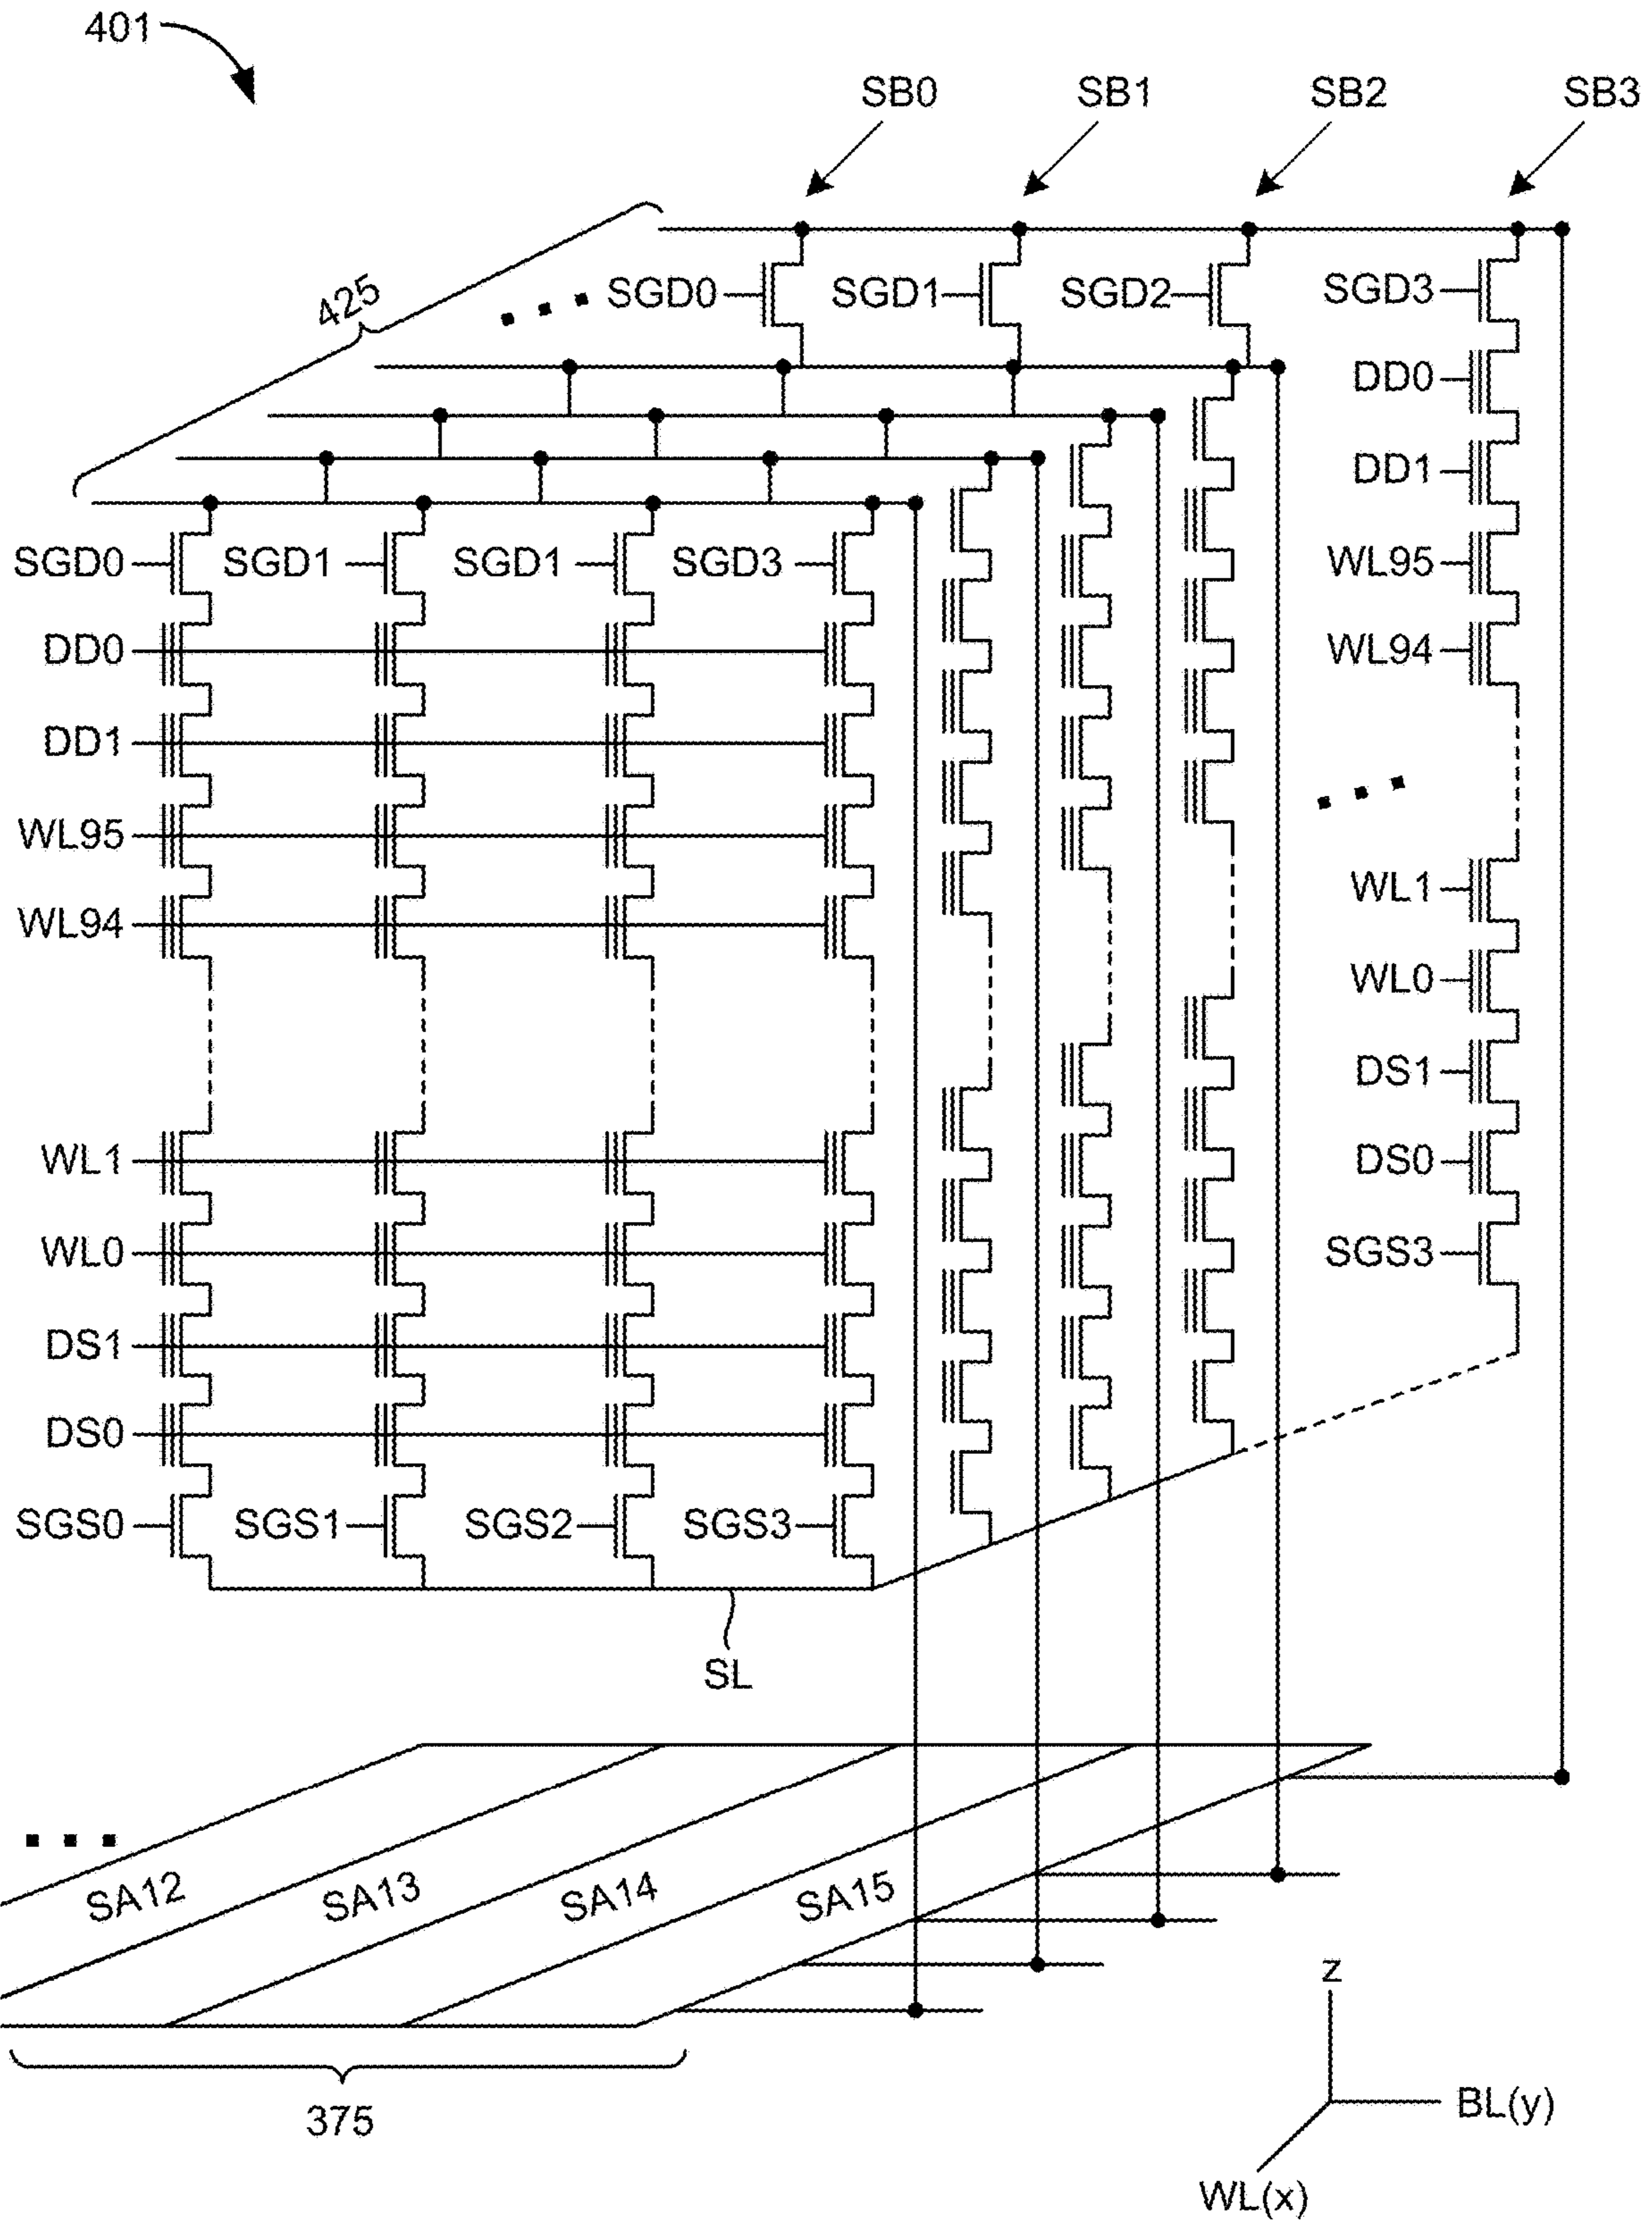 401
SB0 SB1 SB2 SB3
425
SGD0 SGD1 SGD2 SGD3
DD0
DD1
WL95
WL94
WL1
WL0
DS1
DS0
SGS3
SGD0 SGD1 SGD1 SGD3
DD0
DD1
WL95
WL94
WL1
WL0
DS1
DS0
SGS0 SGS1 SGS2 SGS3
SL
SA12 SA13 SA14 SA15
375
z
BL(y)
WL(x)